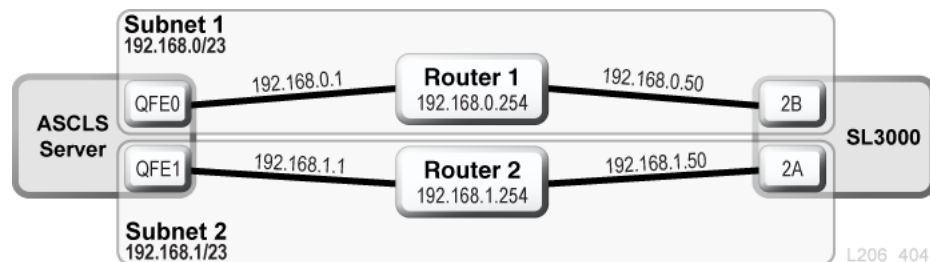 Subnet 1
192.168.0/23
ASCLS
Server
QFE0
192.168.0.1
Router 1
192.168.0.254
192.168.0.50
2B
SL3000
QFE1
192.168.1.1
Router 2
192.168.1.254
192.168.1.50
2A
Subnet 2
192.168.1/23
L206_404